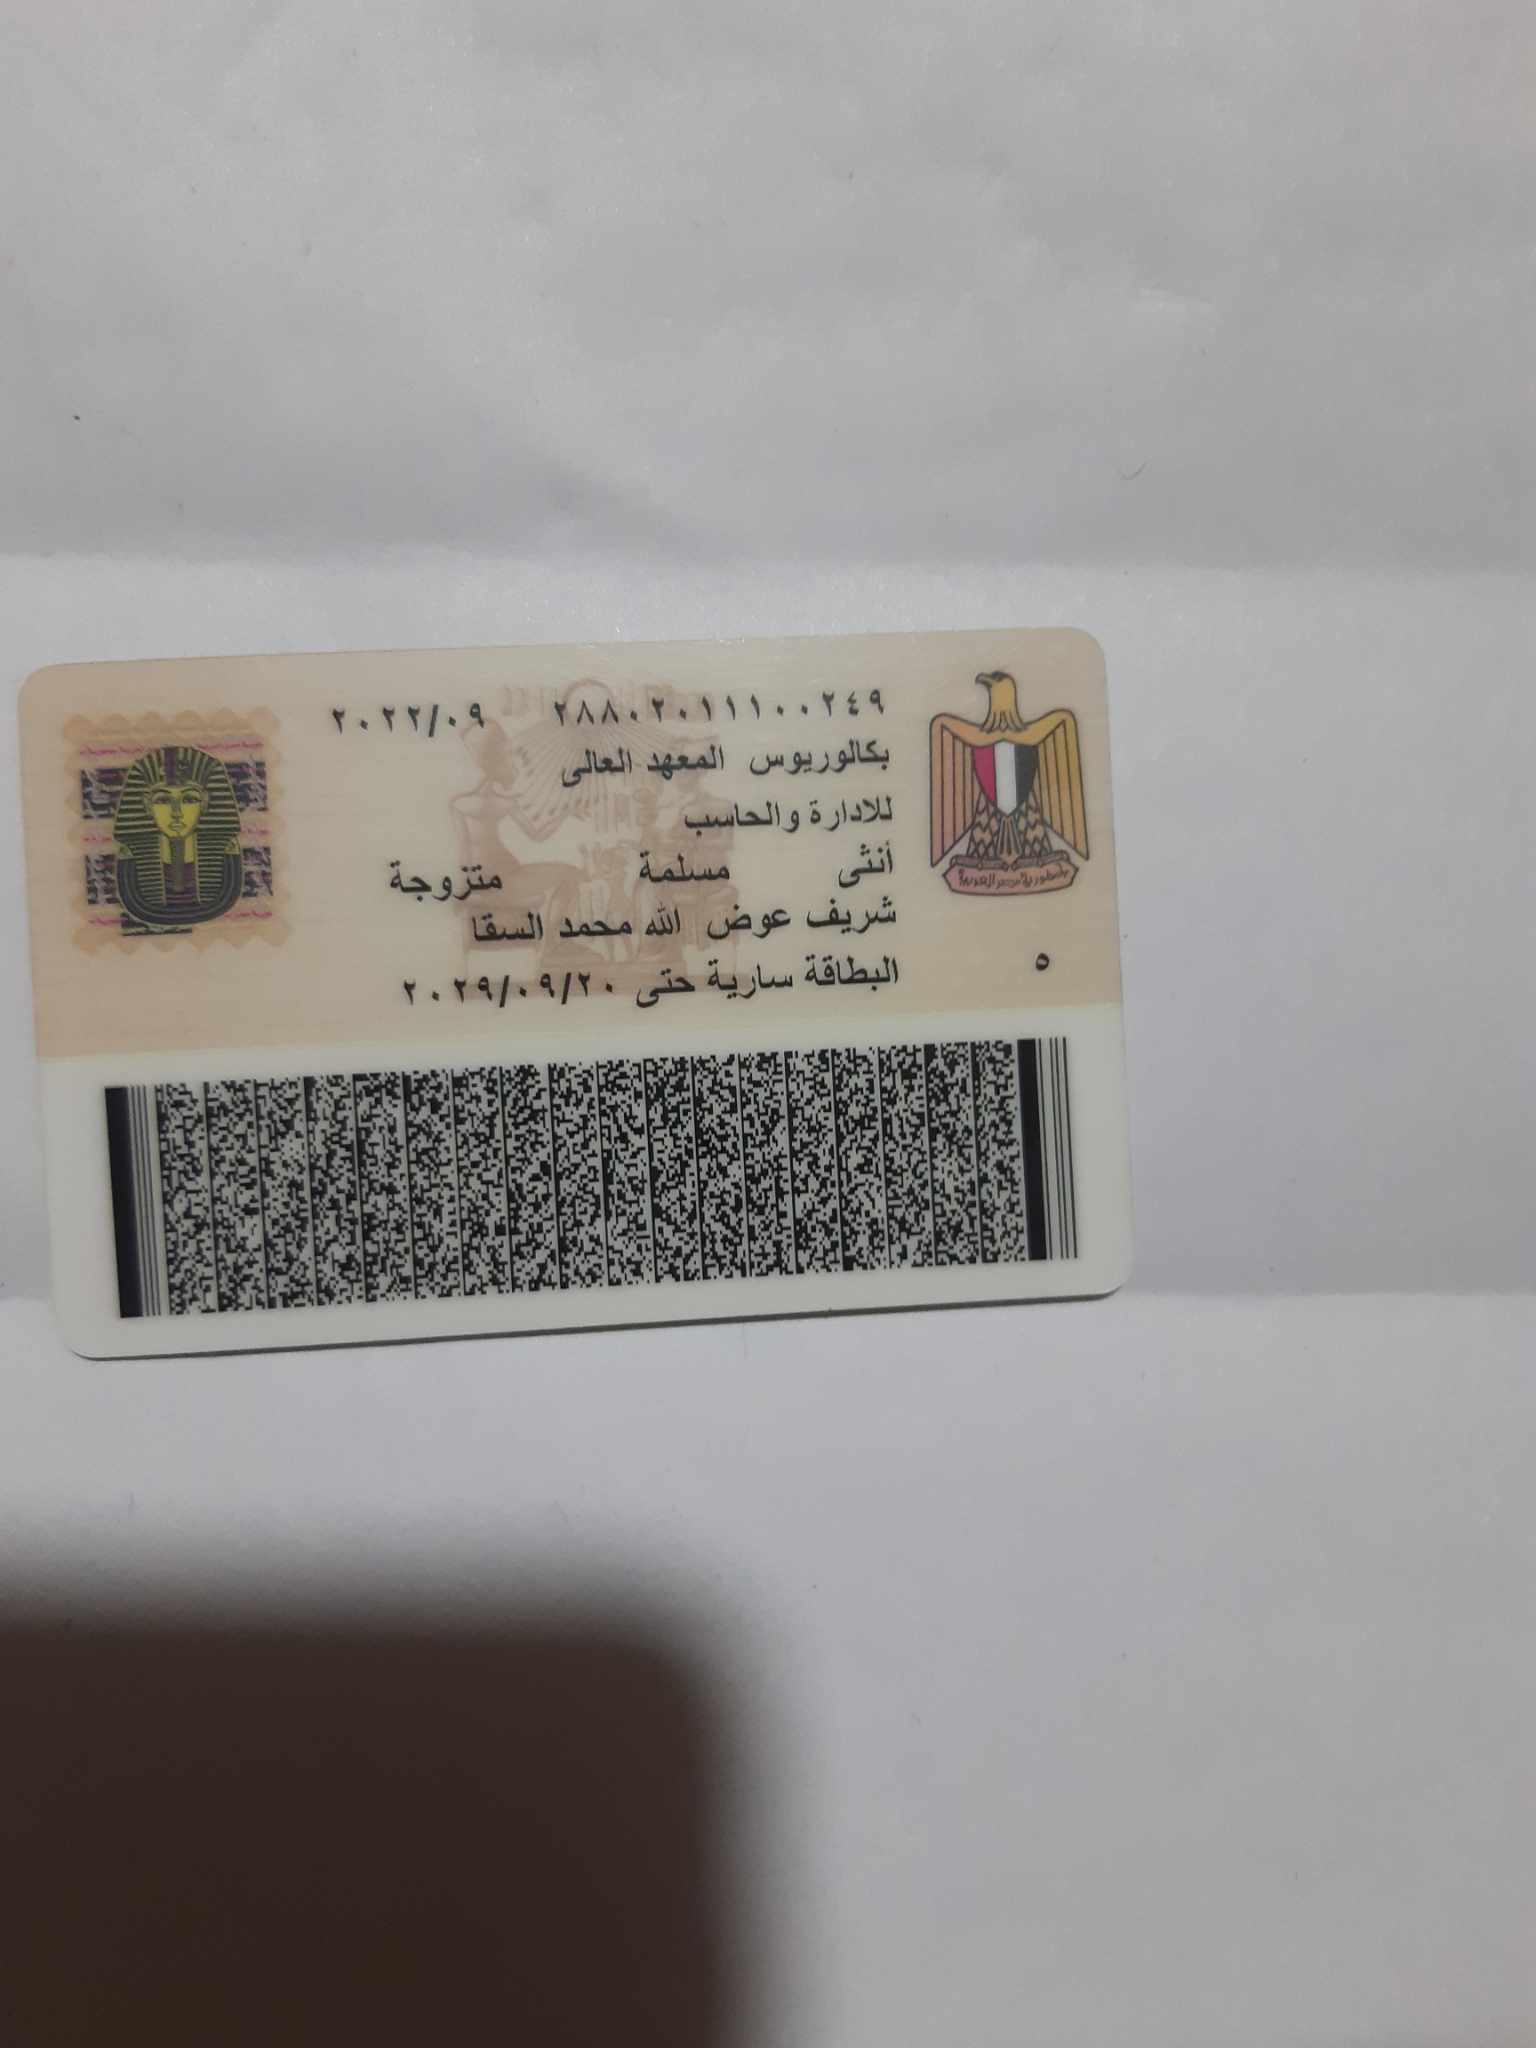 ٢٨٨٠٢٠١١١٠٠٢٤٩ ٢٠٢٢/٠٩
بكالوريوس المعهد العالى
للادارة والحاسب
أنثى مسلمة متزوجة
شريف عوض الله محمد السقا
البطاقة سارية حتى ٢٠٢٩/٠٩/٢٠
جمهورية مصر العربية
٥